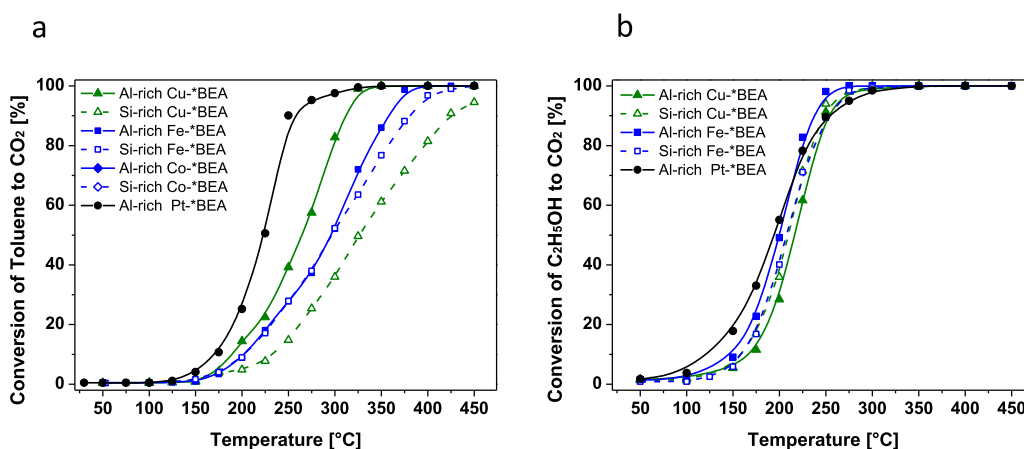 a
b
Conversion of Toluene to CO₂ [%]
100
80
60
40
20
0
Al-rich Cu-*BEA
Si-rich Cu-*BEA
Al-rich Fe-*BEA
Si-rich Fe-*BEA
Al-rich Co-*BEA
Si-rich Co-*BEA
Al-rich Pt-*BEA
50 100 150 200 250 300 350 400 450
Temperature [°C]
Conversion of C₂H₅OH to CO₂ [%]
100
80
60
40
20
0
Al-rich Cu-*BEA
Si-rich Cu-*BEA
Al-rich Fe-*BEA
Si-rich Fe-*BEA
Al-rich Pt-*BEA
50 100 150 200 250 300 350 400 450
Temperature [°C]